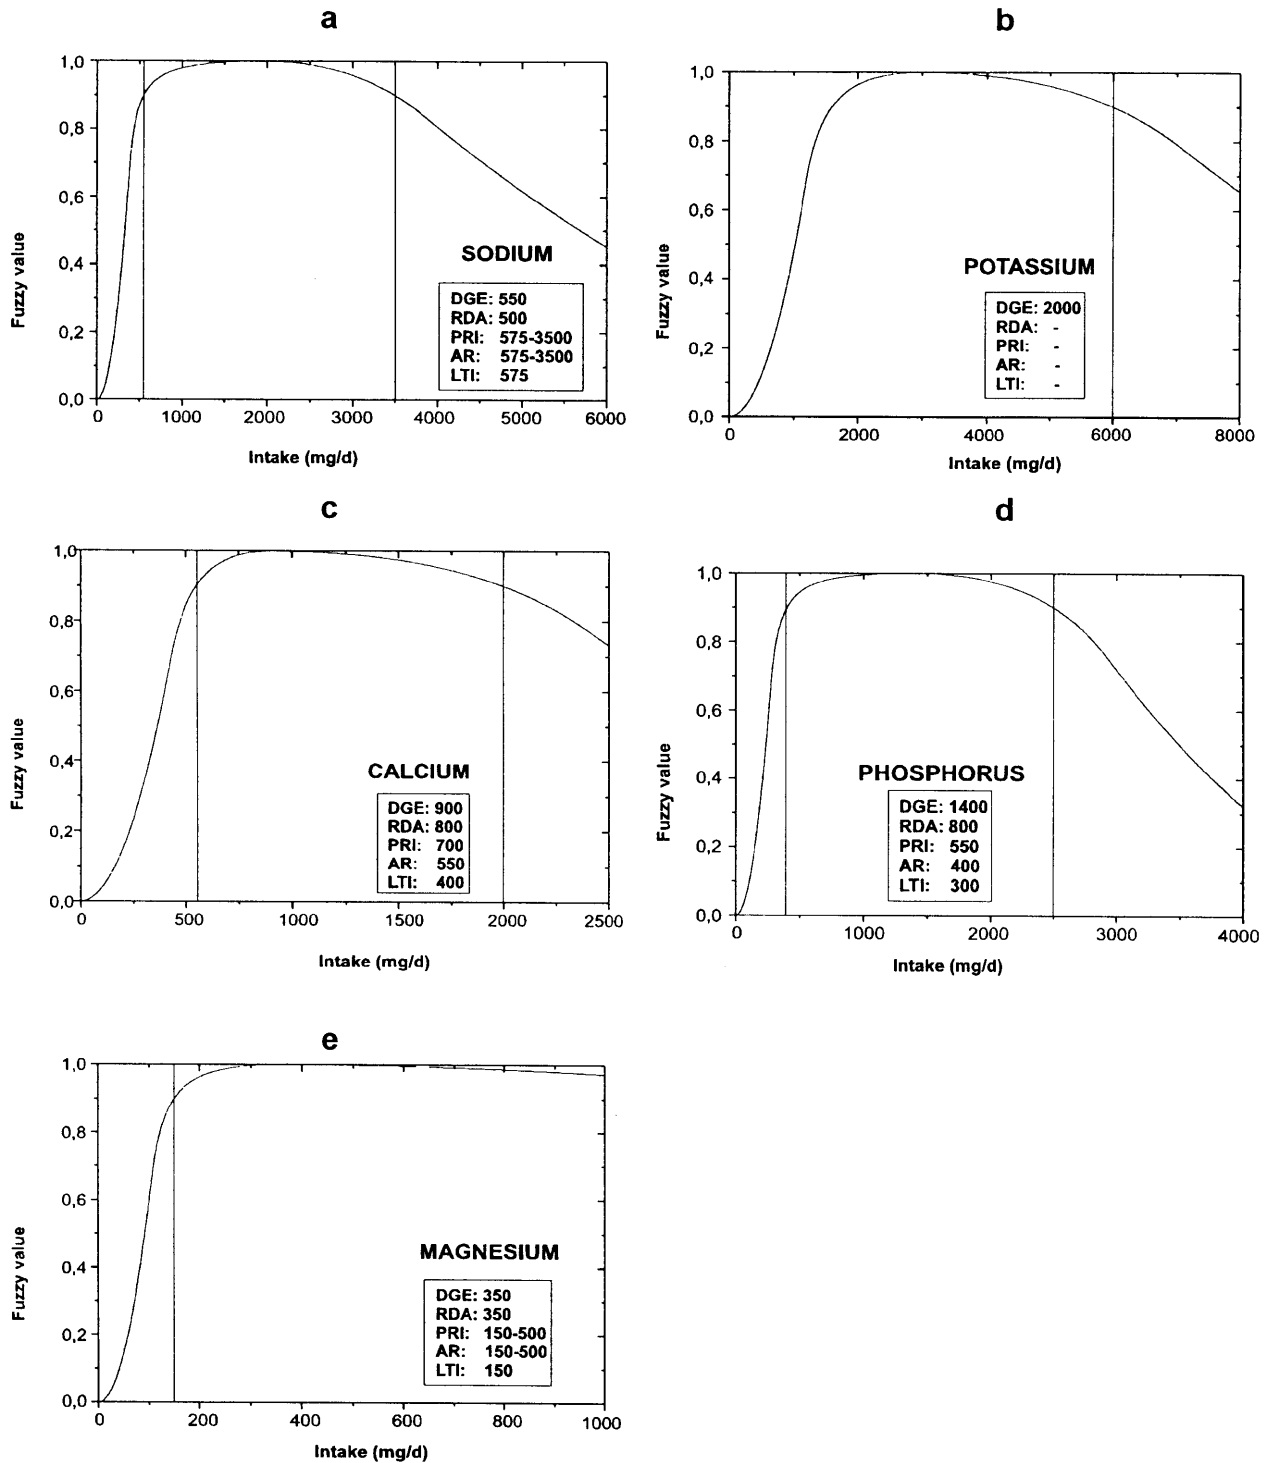 a
1,0
0,8
0,6
0,4
0,2
0,0
Fuzzy value
SODIUM
DGE: 550
RDA: 500
PRI: 575-3500
AR: 575-3500
LTI: 575
0 1000 2000 3000 4000 5000 6000
Intake (mg/d)
b
1,0
0,8
0,6
0,4
0,2
0,0
Fuzzy value
POTASSIUM
DGE: 2000
RDA: -
PRI: -
AR: -
LTI: -
0 2000 4000 6000 8000
Intake (mg/d)
c
1,0
0,8
0,6
0,4
0,2
0,0
Fuzzy value
CALCIUM
DGE: 900
RDA: 800
PRI: 700
AR: 550
LTI: 400
0 500 1000 1500 2000 2500
Intake (mg/d)
d
1,0
0,8
0,6
0,4
0,2
0,0
Fuzzy value
PHOSPHORUS
DGE: 1400
RDA: 800
PRI: 550
AR: 400
LTI: 300
0 1000 2000 3000 4000
Intake (mg/d)
e
1,0
0,8
0,6
0,4
0,2
0,0
Fuzzy value
MAGNESIUM
DGE: 350
RDA: 350
PRI: 150-500
AR: 150-500
LTI: 150
0 200 400 600 800 1000
Intake (mg/d)